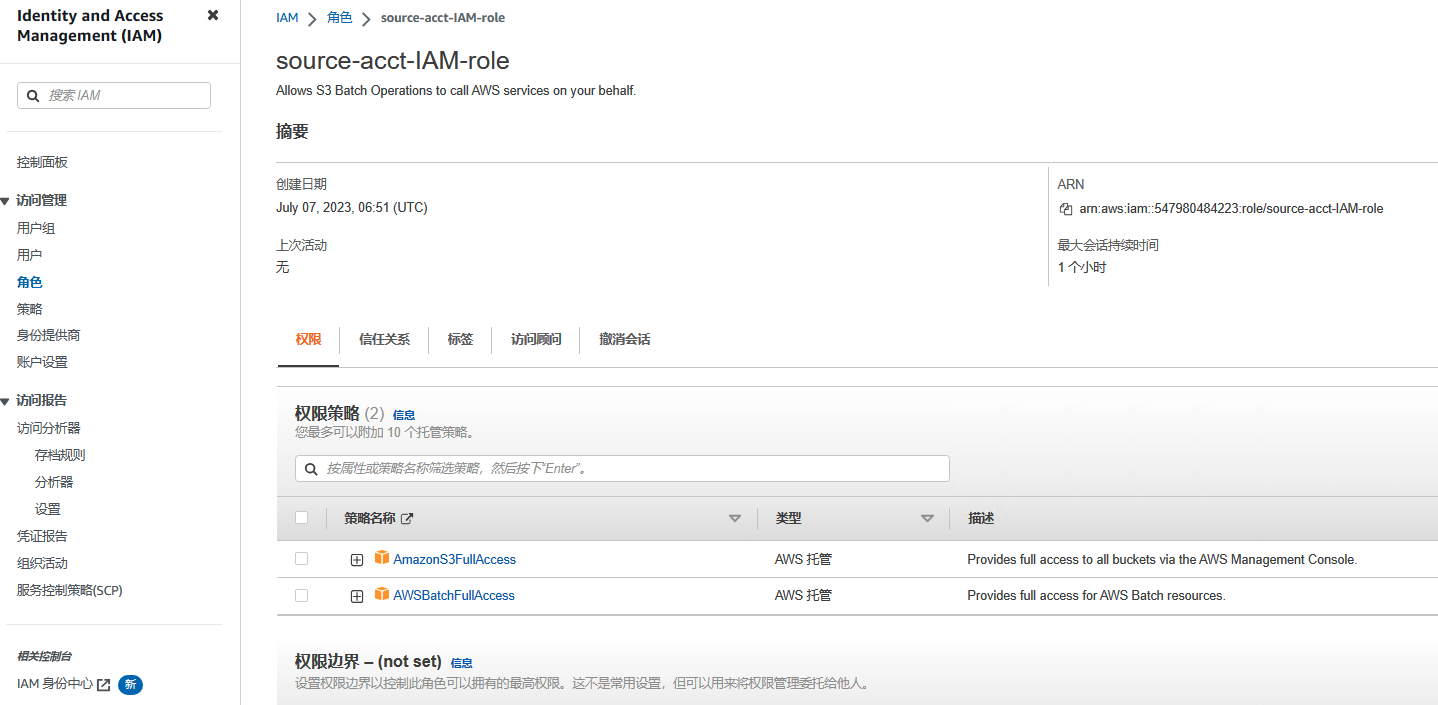 Identity and Access
Management (IAM)
搜索 IAM
控制面板
访问管理
用户组
用户
角色
策略
身份提供商
账户设置
访问报告
访问分析器
存档规则
分析器
设置
凭证报告
组织活动
服务控制策略(SCP)
相关控制台
IAM 身份中心 新
IAM 角色 source-acct-IAM-role
source-acct-IAM-role
Allows S3 Batch Operations to call AWS services on your behalf.
摘要
创建日期
July 07, 2023, 06:51 (UTC)
上次活动
无
ARN
arn:aws:iam::547980484223:role/source-acct-IAM-role
最大会话持续时间
1 个小时
权限 信任关系 标签 访问顾问 撤消会话
权限策略 (2) 信息
您最多可以附加 10 个托管策略。
按属性或策略名称筛选策略，然后按下"Enter"。
策略名称 类型 描述
AmazonS3FullAccess AWS 托管 Provides full access to all buckets via the AWS Management Console.
AWSBatchFullAccess AWS 托管 Provides full access for AWS Batch resources.
权限边界 – (not set) 信息
设置权限边界以控制此角色可以拥有的最高权限。这不是常用设置，但可以用来将权限管理委托给他人。